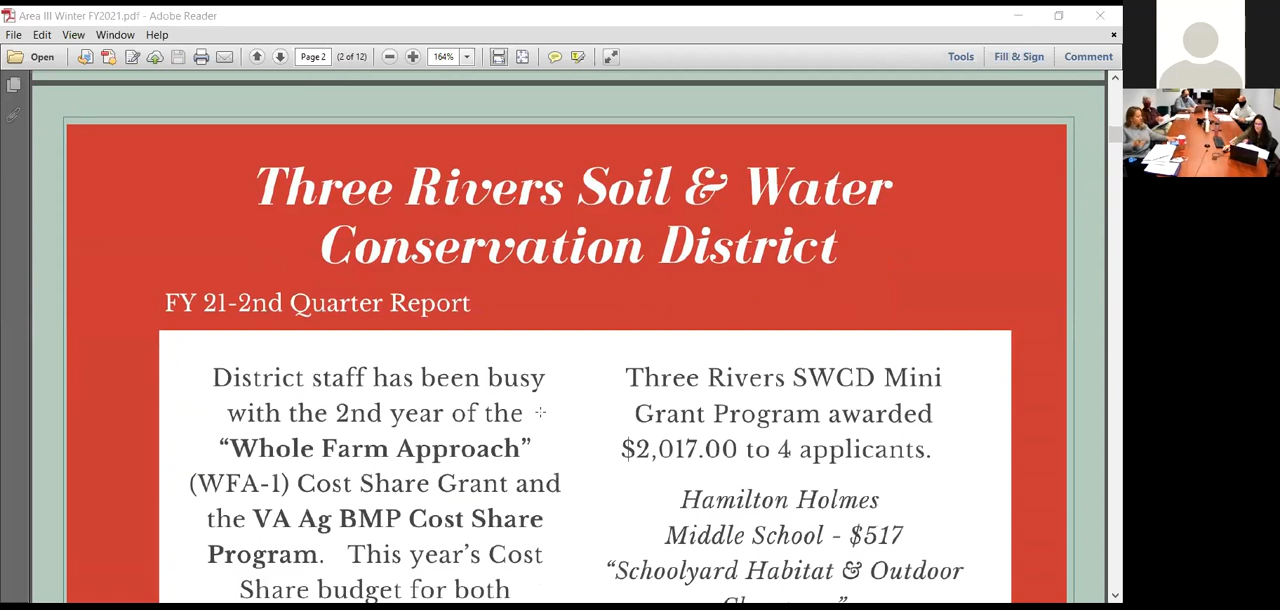 Area III Winter FY2021.pdf - Adobe Reader
File Edit View Window Help
Open Page 2 (2 of 12) 164% Tools Fill & Sign Comment
Three Rivers Soil & Water
Conservation District
FY 21-2nd Quarter Report
District staff has been busy
with the 2nd year of the
“Whole Farm Approach”
(WFA-1) Cost Share Grant and
the VA Ag BMP Cost Share
Program. This year’s Cost
Share budget for both
Three Rivers SWCD Mini
Grant Program awarded
$2,017.00 to 4 applicants.
Hamilton Holmes
Middle School - $517
“Schoolyard Habitat & Outdoor